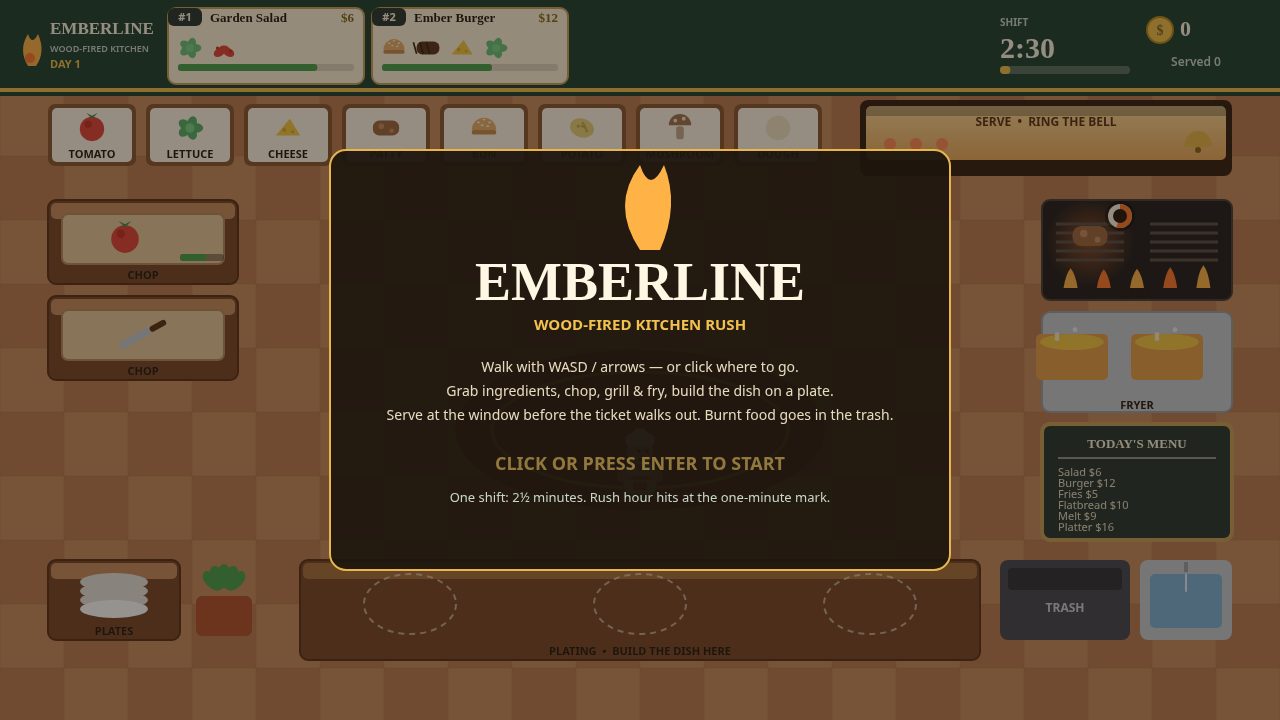 EMBERLINE
WOOD-FIRED KITCHEN
DAY 1
#1 Garden Salad $6
#2 Ember Burger $12
SHIFT
2:30
$ 0
Served 0
TOMATO
LETTUCE
CHEESE
PATTY
BUN
POTATO
MUSHROOM
DOUGH
SERVE • RING THE BELL
CHOP
CHOP
EMBERLINE
WOOD-FIRED KITCHEN RUSH
Walk with WASD / arrows — or click where to go.
Grab ingredients, chop, grill & fry, build the dish on a plate.
Serve at the window before the ticket walks out. Burnt food goes in the trash.
CLICK OR PRESS ENTER TO START
One shift: 2½ minutes. Rush hour hits at the one-minute mark.
FRYER
TODAY'S MENU
Salad $6
Burger $12
Fries $5
Flatbread $10
Melt $9
Platter $16
PLATES
PLATING • BUILD THE DISH HERE
TRASH